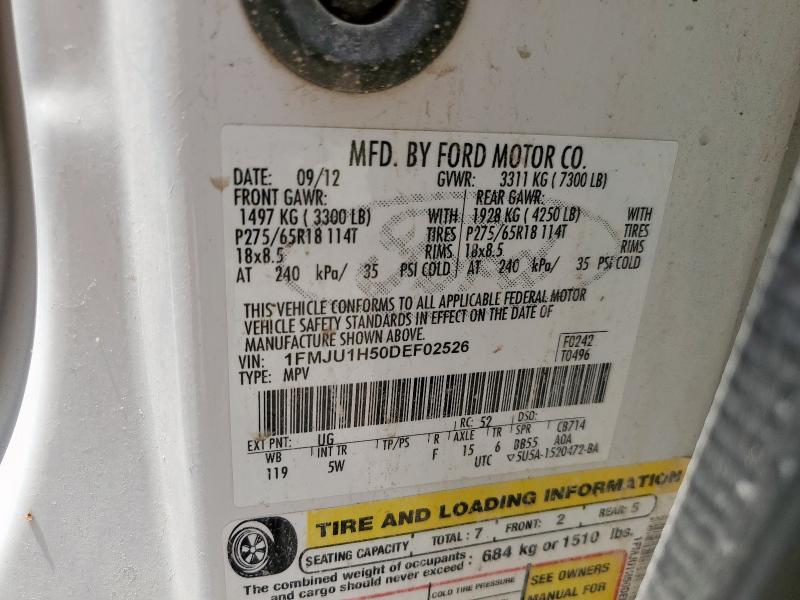 MFD. BY FORD MOTOR CO.
DATE: 09/12 GVWR: 3311 KG ( 7300 LB)
FRONT GAWR: REAR GAWR:
1497 KG ( 3300 LB) WITH 1928 KG ( 4250 LB) WITH
P275/65R18 114T TIRES P275/65R18 114T TIRES
18x8.5 RIMS 18x8.5 RIMS
AT 240 kPa/ 35 PSI COLD AT 240 kPa/ 35 PSI COLD
THIS VEHICLE CONFORMS TO ALL APPLICABLE FEDERAL MOTOR
VEHICLE SAFETY STANDARDS IN EFFECT ON THE DATE OF
MANUFACTURE SHOWN ABOVE.
VIN: 1FMJU1H50DEF02526 F0242
TYPE: MPV T0496
EXT PNT: UG RC: 52 DSO:
WB INT TR TP/PS R AXLE TR SPR CB714
119 5W F 15 6 BB55 AOA
UTC ▽5U5A-1520472-BA
TIRE AND LOADING INFORMATION
SEATING CAPACITY TOTAL: 7 FRONT: 2 REAR: 5
The combined weight of occupants
and cargo should never exceed: 684 kg or 1510 lbs.
COLD TIRE PRESSURE SEE OWNERS
MANUAL FOR